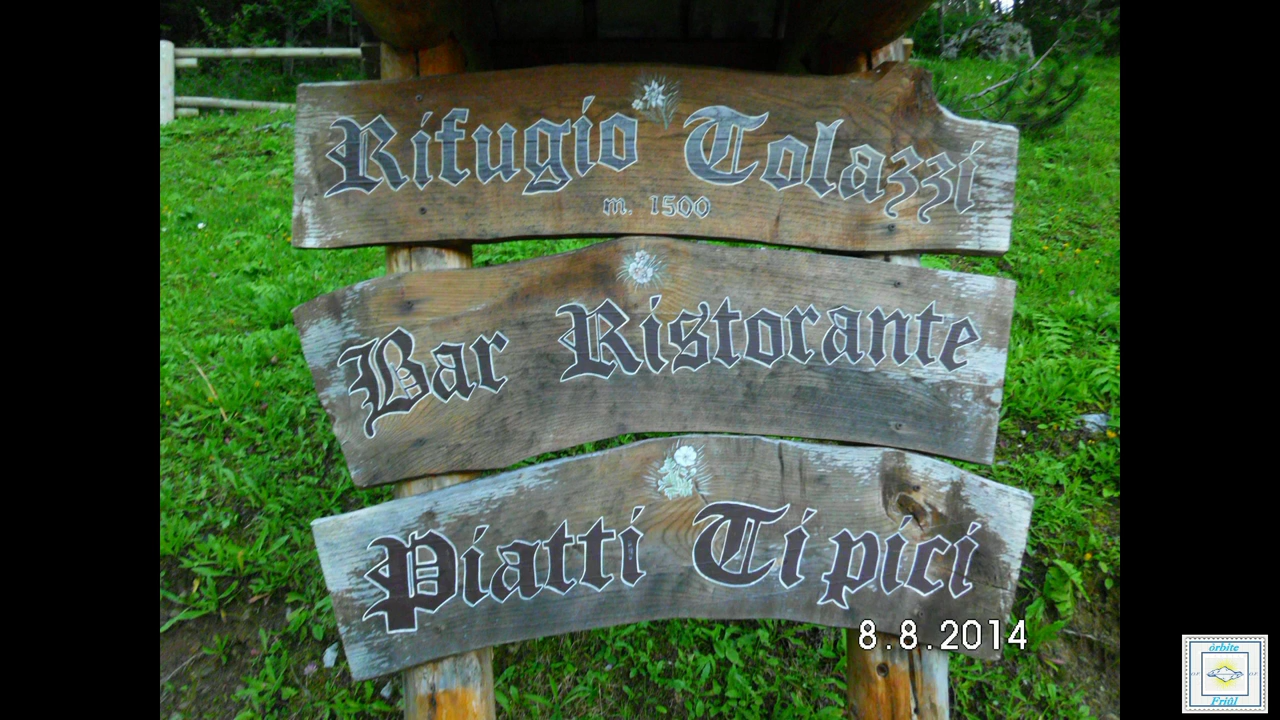 Rifugio Tolazzi
m. 1500
Bar Ristorante
Piatti Tipici
8.8.2014
òrbite
Friûl